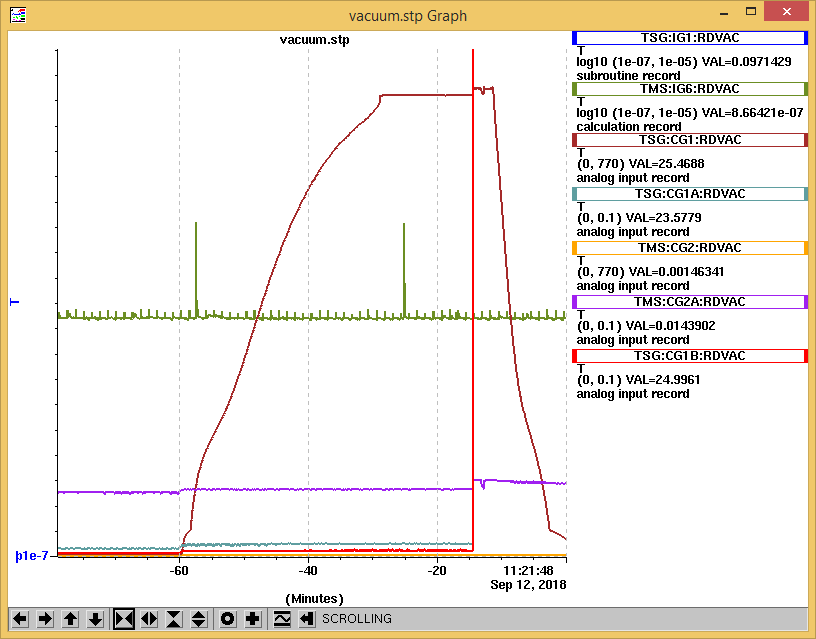 vacuum.stp Graph
vacuum.stp
T
1e-7
-60
-40
-20
11:21:48
Sep 12, 2018
(Minutes)
TSG:IG1:RDVAC
T
log10 (1e-07, 1e-05) VAL=0.0971429
subroutine record
TMS:IG6:RDVAC
T
log10 (1e-07, 1e-05) VAL=8.66421e-07
calculation record
TSG:CG1:RDVAC
T
(0, 770) VAL=25.4688
analog input record
TSG:CG1A:RDVAC
T
(0, 0.1) VAL=23.5779
analog input record
TMS:CG2:RDVAC
T
(0, 770) VAL=0.00146341
analog input record
TMS:CG2A:RDVAC
T
(0, 0.1) VAL=0.0143902
analog input record
TSG:CG1B:RDVAC
T
(0, 0.1) VAL=24.9961
analog input record
SCROLLING